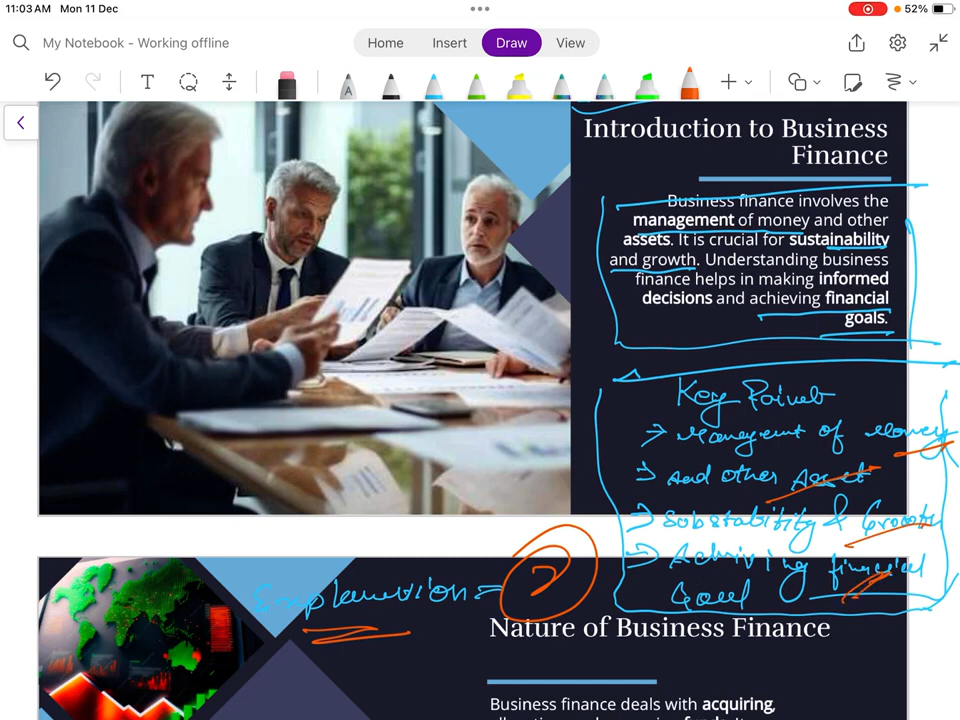 11:03 AM Mon 11 Dec
52%
My Notebook - Working offline
Home Insert Draw View
T
A
Introduction to Business
Finance
Business finance involves the
management of money and other
assets. It is crucial for sustainability
and growth. Understanding business
finance helps in making informed
decisions and achieving financial
goals.
Key Points
→ Management of Money
→ And other Asset
→ Substability & Growth
→ Achiving financial
Goal
Explanation = 2
Nature of Business Finance
Business finance deals with acquiring,